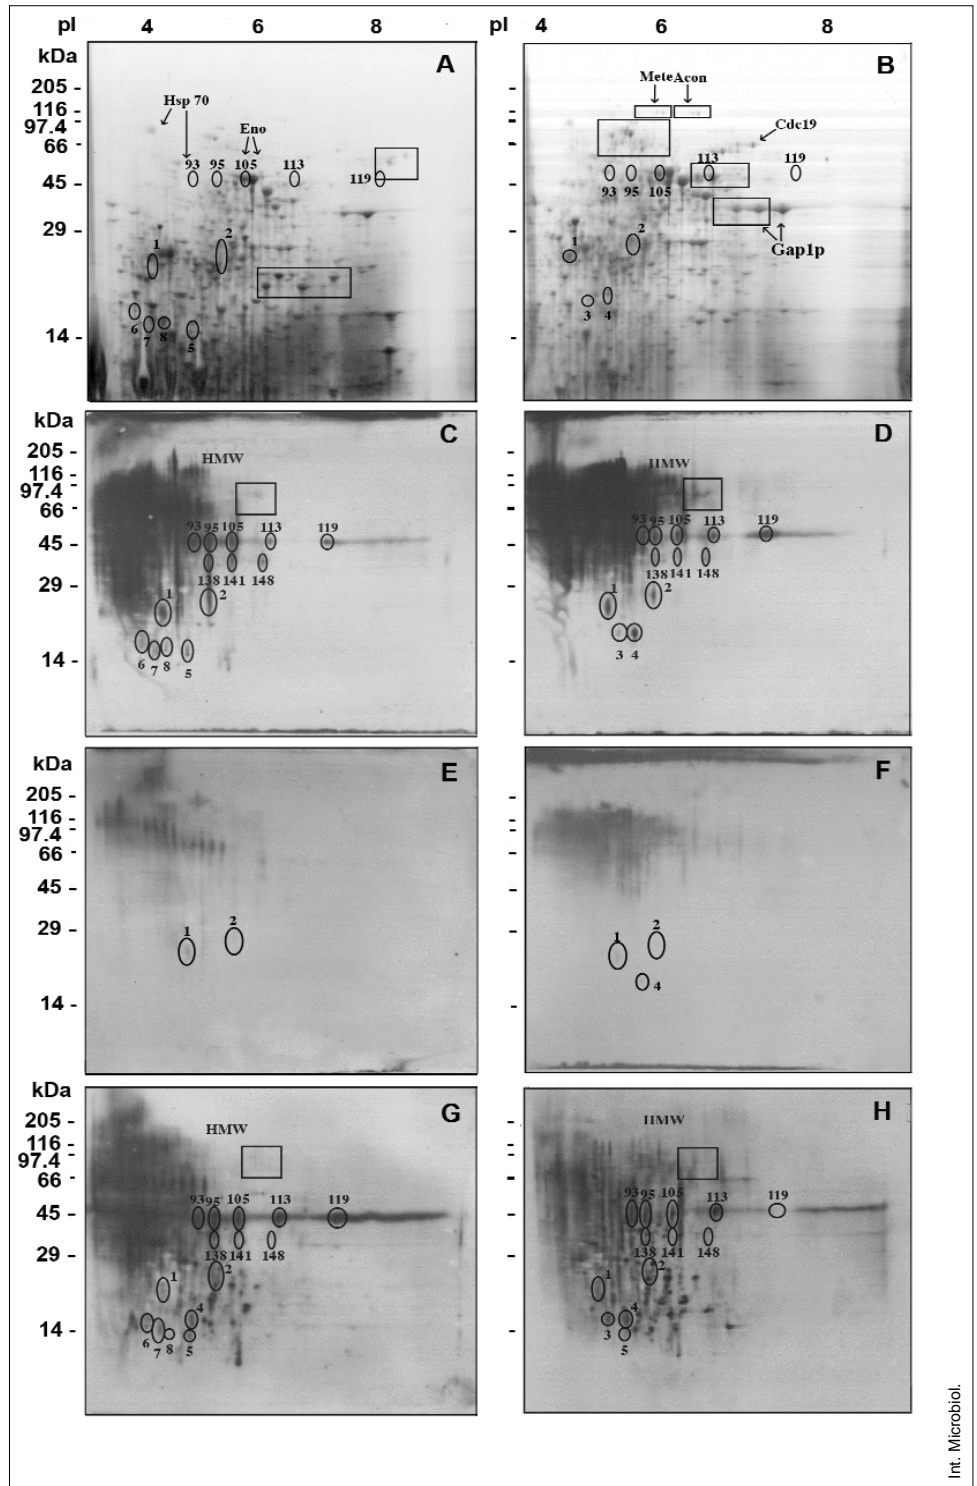 pI 4 6 8 pI 4 6 8
kDa
A
B
205 -
116 -
97.4 -
66 -
45 -
29 -
14 -
Hsp 70
Eno
93 95 105 113
119
1
2
6 7 8 5
Mete Acon
Cdc19
113 119
93 95 105
1
2
Gap1p
3 4
kDa
C
D
205 -
116 -
97.4 -
66 -
45 -
29 -
14 -
HMW
93 95 105 113 119
138 141 148
1
2
6 7 8 5
HMW
93 95 105 113 119
138 141 148
1
2
3 4
kDa
E
F
205 -
116 -
97.4 -
66 -
45 -
29 -
14 -
1 2
1 2
4
kDa
G
H
205 -
116 -
97.4 -
66 -
45 -
29 -
14 -
HMW
93 95 105 113 119
138 141 148
1
2
4
6 7 8 5
HMW
93 95 105 113 119
138 141 148
1
2
3
5
Int. Microbiol.